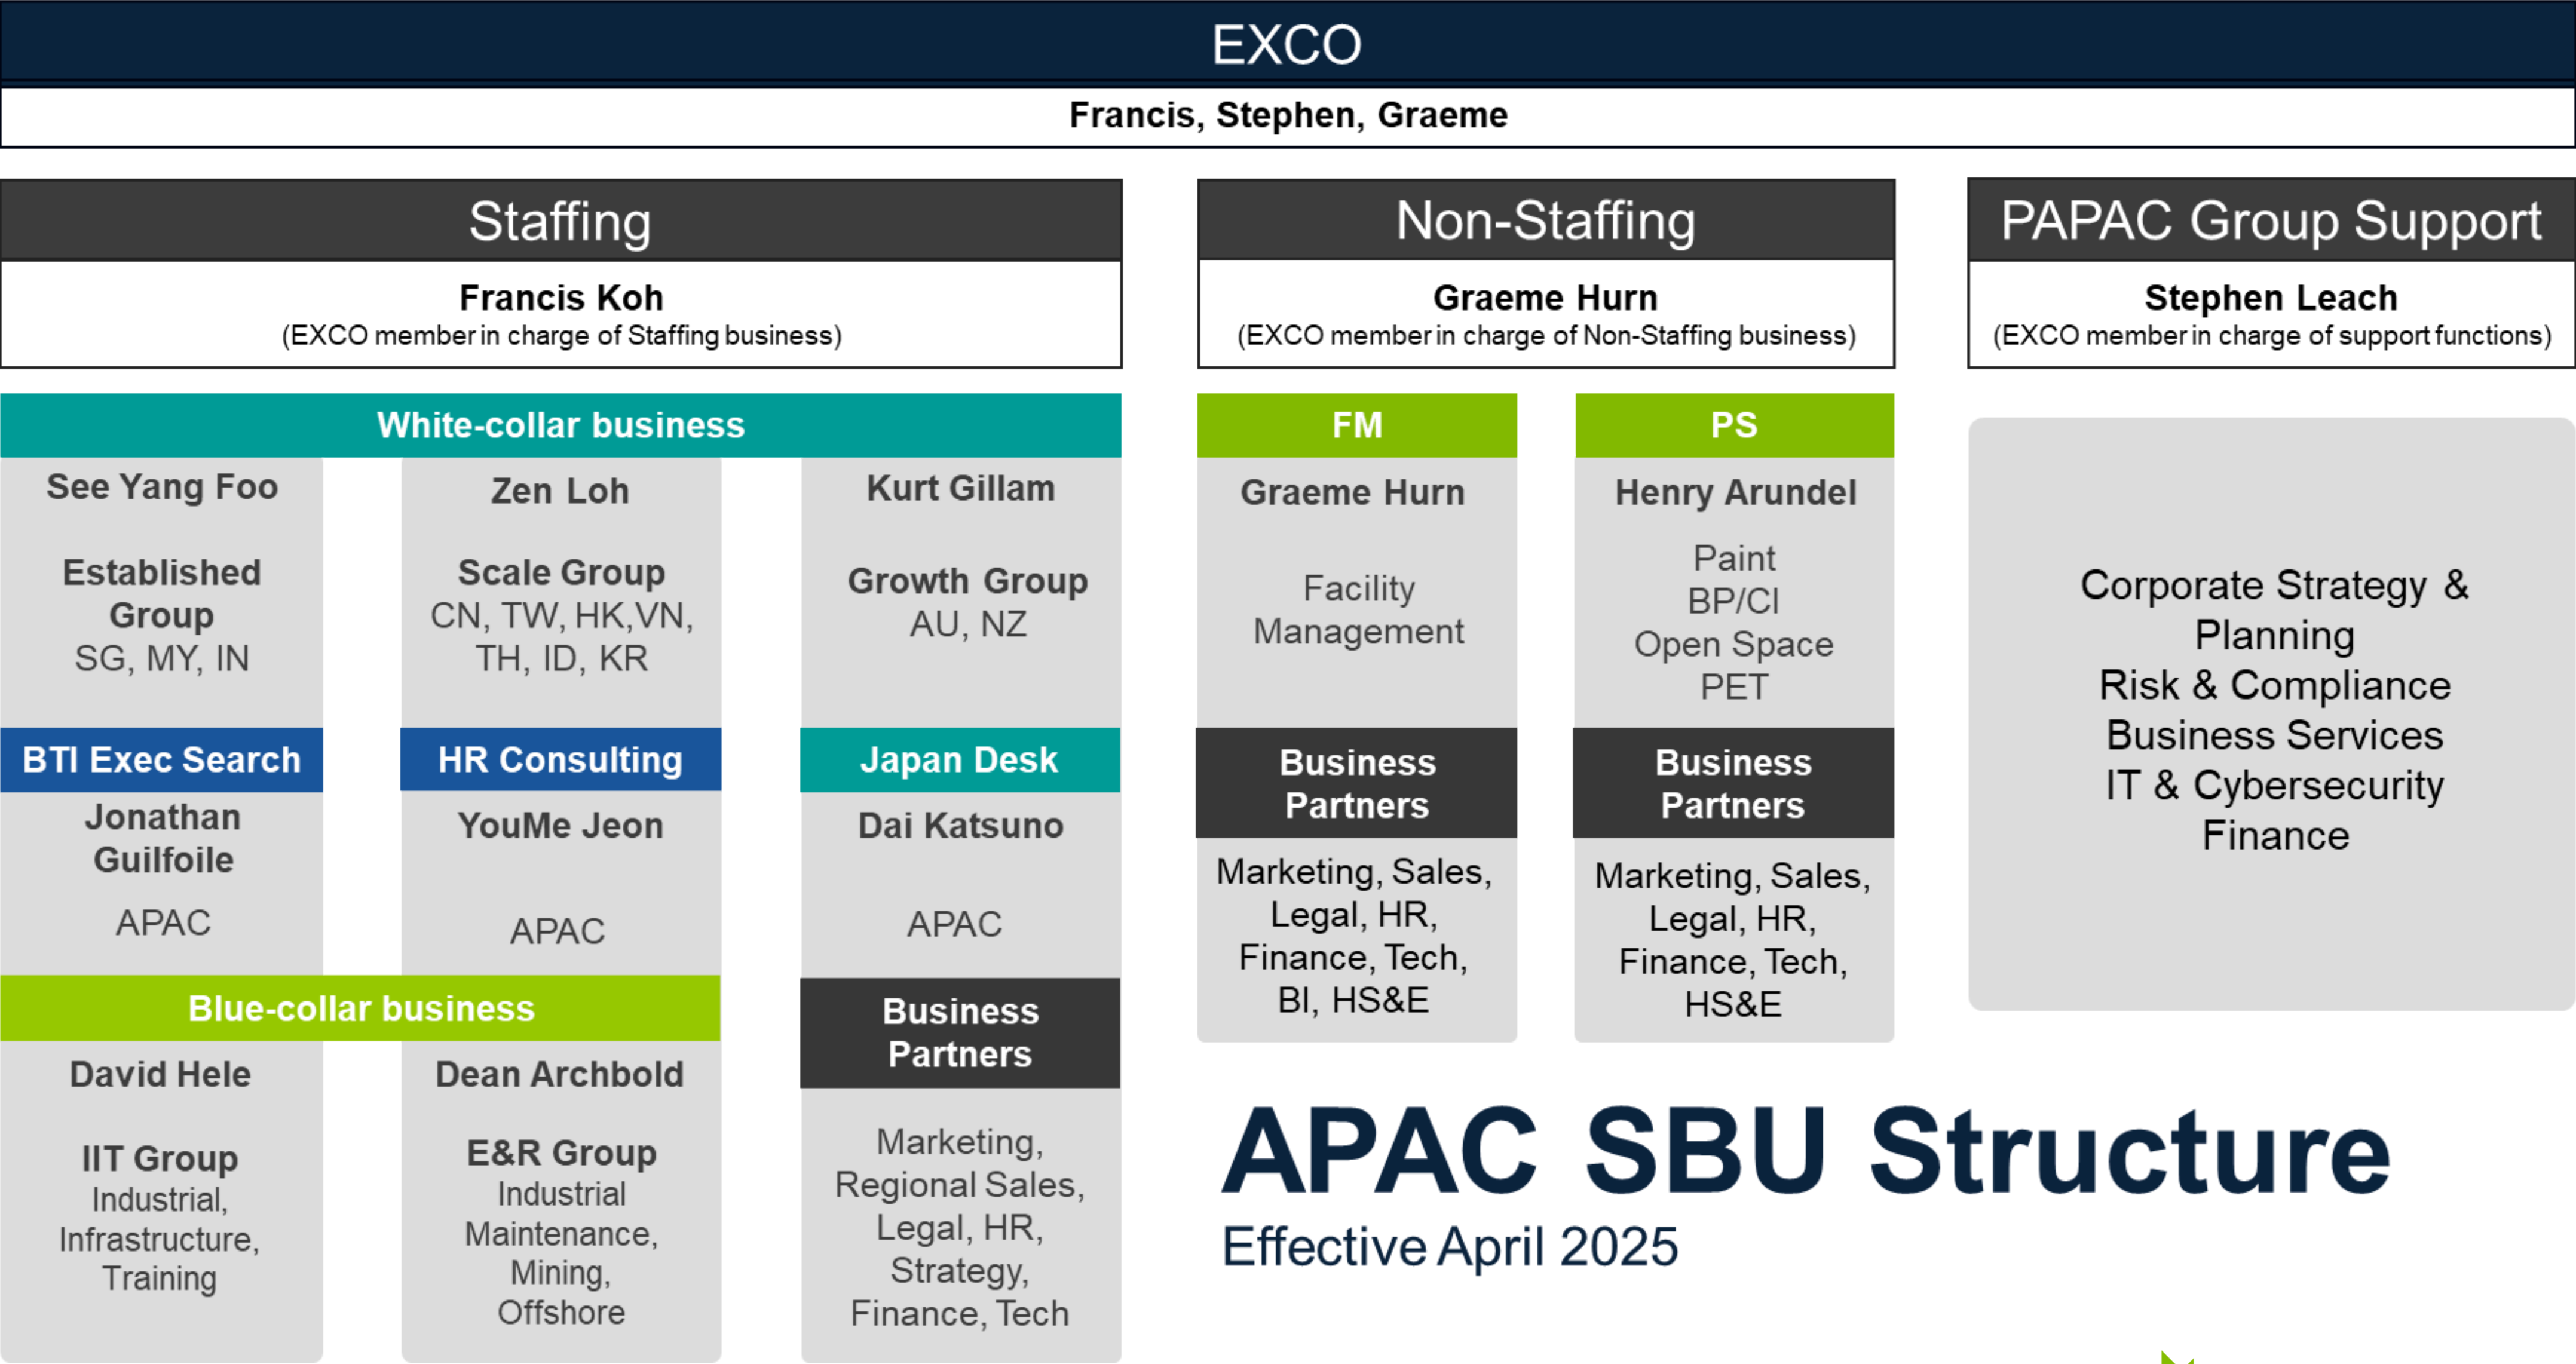 EXCO
Francis, Stephen, Graeme
Staffing
Francis Koh
(EXCO member in charge of Staffing business)
White-collar business
See Yang Foo
Established
Group
SG, MY, IN
Zen Loh
Scale Group
CN, TW, HK,VN,
TH, ID, KR
Kurt Gillam
Growth Group
AU, NZ
BTI Exec Search
Jonathan
Guilfoile
APAC
HR Consulting
YouMe Jeon
APAC
Japan Desk
Dai Katsuno
APAC
Blue-collar business
David Hele
IIT Group
Industrial,
Infrastructure,
Training
Dean Archbold
E&R Group
Industrial
Maintenance,
Mining,
Offshore
Business
Partners
Marketing,
Regional Sales,
Legal, HR,
Strategy,
Finance, Tech
Non-Staffing
Graeme Hurn
(EXCO member in charge of Non-Staffing business)
FM
Graeme Hurn
Facility
Management
Business
Partners
Marketing, Sales,
Legal, HR,
Finance, Tech,
BI, HS&E
PS
Henry Arundel
Paint
BP/CI
Open Space
PET
Business
Partners
Marketing, Sales,
Legal, HR,
Finance, Tech,
HS&E
PAPAC Group Support
Stephen Leach
(EXCO member in charge of support functions)
Corporate Strategy &
Planning
Risk & Compliance
Business Services
IT & Cybersecurity
Finance
APAC SBU Structure
Effective April 2025